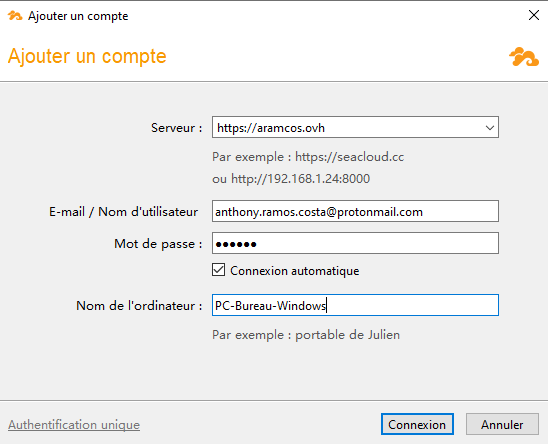 Ajouter un compte
Ajouter un compte
Serveur : https://aramcos.ovh
Par exemple : https://seacloud.cc
ou http://192.168.1.24:8000
E-mail / Nom d'utilisateur anthony.ramos.costa@protonmail.com
Mot de passe : ●●●●●●
Connexion automatique
Nom de l'ordinateur : PC-Bureau-Windows
Par exemple : portable de Julien
Authentification unique Connexion Annuler